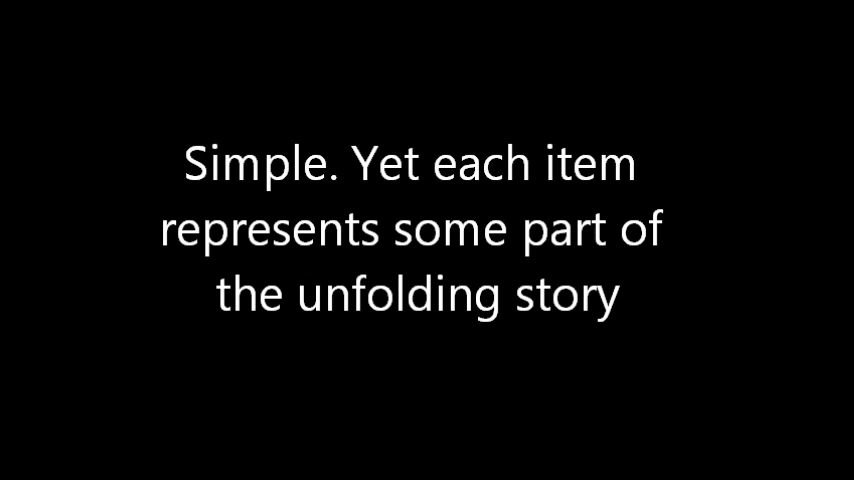 Simple. Yet each item
represents some part of
the unfolding story